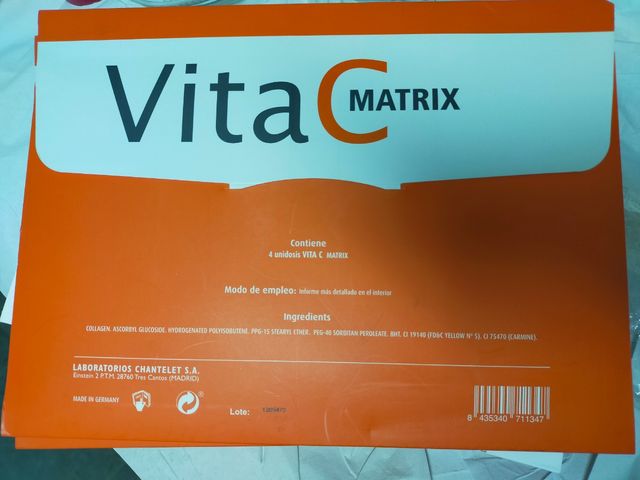 Vita C MATRIX
Contiene
4 unidosis VITA C MATRIX
Modo de empleo: Informe más detallado en el interior
Ingredients
COLLAGEN. ASCORBYL GLUCOSIDE. HYDROGENATED POLYISOBUTENE. PPG-15 STEARYL ETHER. PEG-40 SORBITAN PEROLEATE. BHT. CI 19140 (FD&C YELLOW Nº 5). CI 75470 (CARMINE).
LABORATORIOS CHANTELET S.A.
Einstein 2 P.T.M. 28760 Tres Cantos (MADRID)
MADE IN GERMANY
Lote:
8 435340 711347